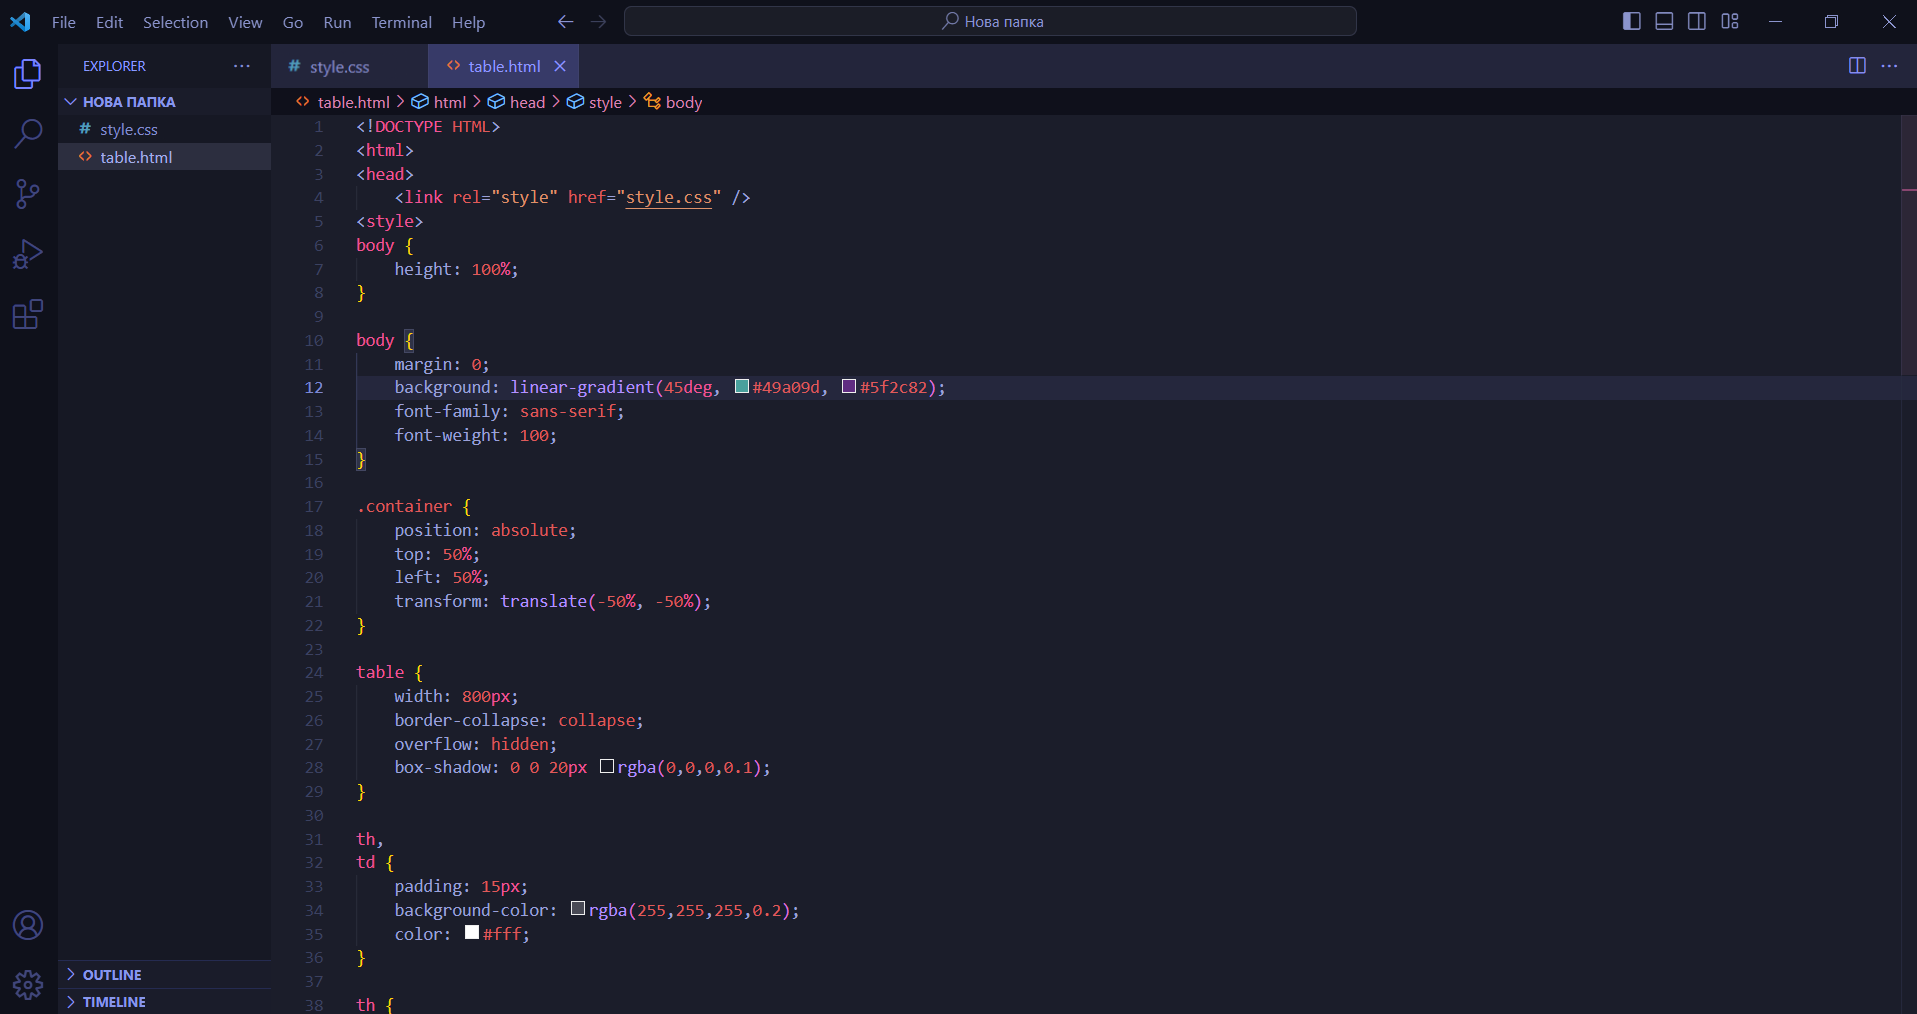 File Edit Selection View Go Run Terminal Help
Нова папка
EXPLORER
НОВА ПАПКА
style.css
table.html
OUTLINE
TIMELINE
style.css
table.html
table.html > html > head > style > body
1 <!DOCTYPE HTML>
2 <html>
3 <head>
4     <link rel="style" href="style.css" />
5 <style>
6 body {
7     height: 100%;
8 }
9
10 body {
11     margin: 0;
12     background: linear-gradient(45deg, #49a09d, #5f2c82);
13     font-family: sans-serif;
14     font-weight: 100;
15 }
16
17 .container {
18     position: absolute;
19     top: 50%;
20     left: 50%;
21     transform: translate(-50%, -50%);
22 }
23
24 table {
25     width: 800px;
26     border-collapse: collapse;
27     overflow: hidden;
28     box-shadow: 0 0 20px rgba(0,0,0,0.1);
29 }
30
31 th,
32 td {
33     padding: 15px;
34     background-color: rgba(255,255,255,0.2);
35     color: #fff;
36 }
37
38 th {